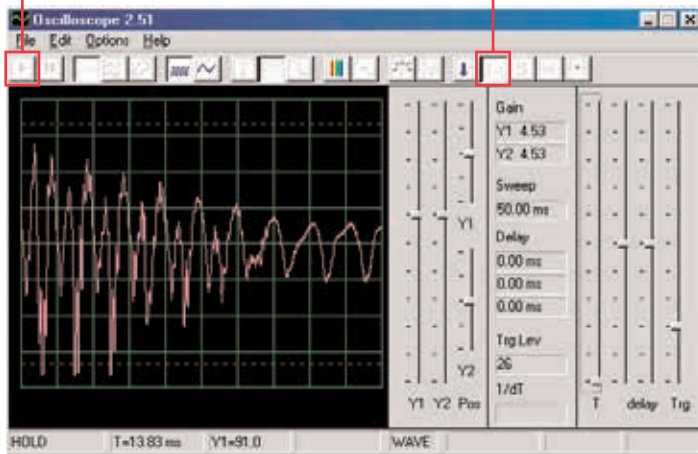 Oscilloscope 2.51
File Edit Options Help
Gain
Y1 4.53
Y2 4.53
Sweep
50.00 ms
Delay
0.00 ms
0.00 ms
0.00 ms
Trg Lev
26
1/dT
Y1
Y2
Y1 Y2 Pos
T delay Trg
HOLD T=13.83 ms Y1=91.0 WAVE